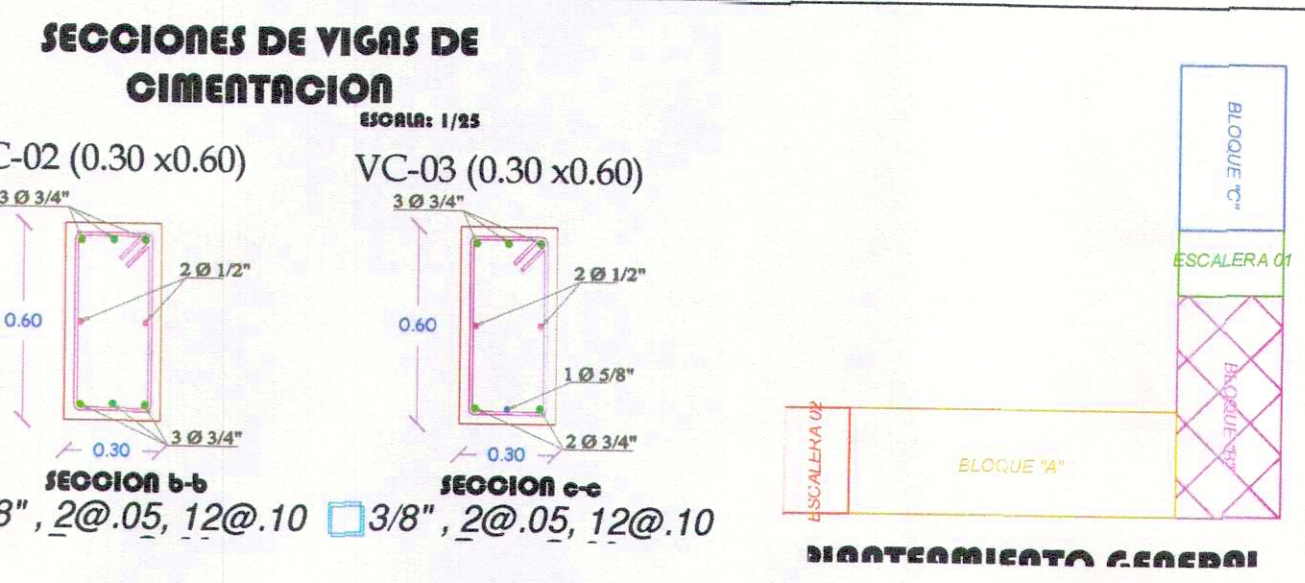 SECCIONES DE VIGAS DE
CIMENTACION
ESCALA: 1/25
C-02 (0.30 x0.60)
3 Ø 3/4"
2 Ø 1/2"
0.60
3 Ø 3/4"
0.30
SECCION b-b
8" , 2@.05, 12@.10
VC-03 (0.30 x0.60)
3 Ø 3/4"
2 Ø 1/2"
0.60
1 Ø 5/8"
2 Ø 3/4"
0.30
SECCION c-c
3/8" , 2@.05, 12@.10
BLOQUE "C"
ESCALERA 01
BLOQUE "B"
ESCALERA 02
BLOQUE "A"
PLANTEAMIENTO GENERAL